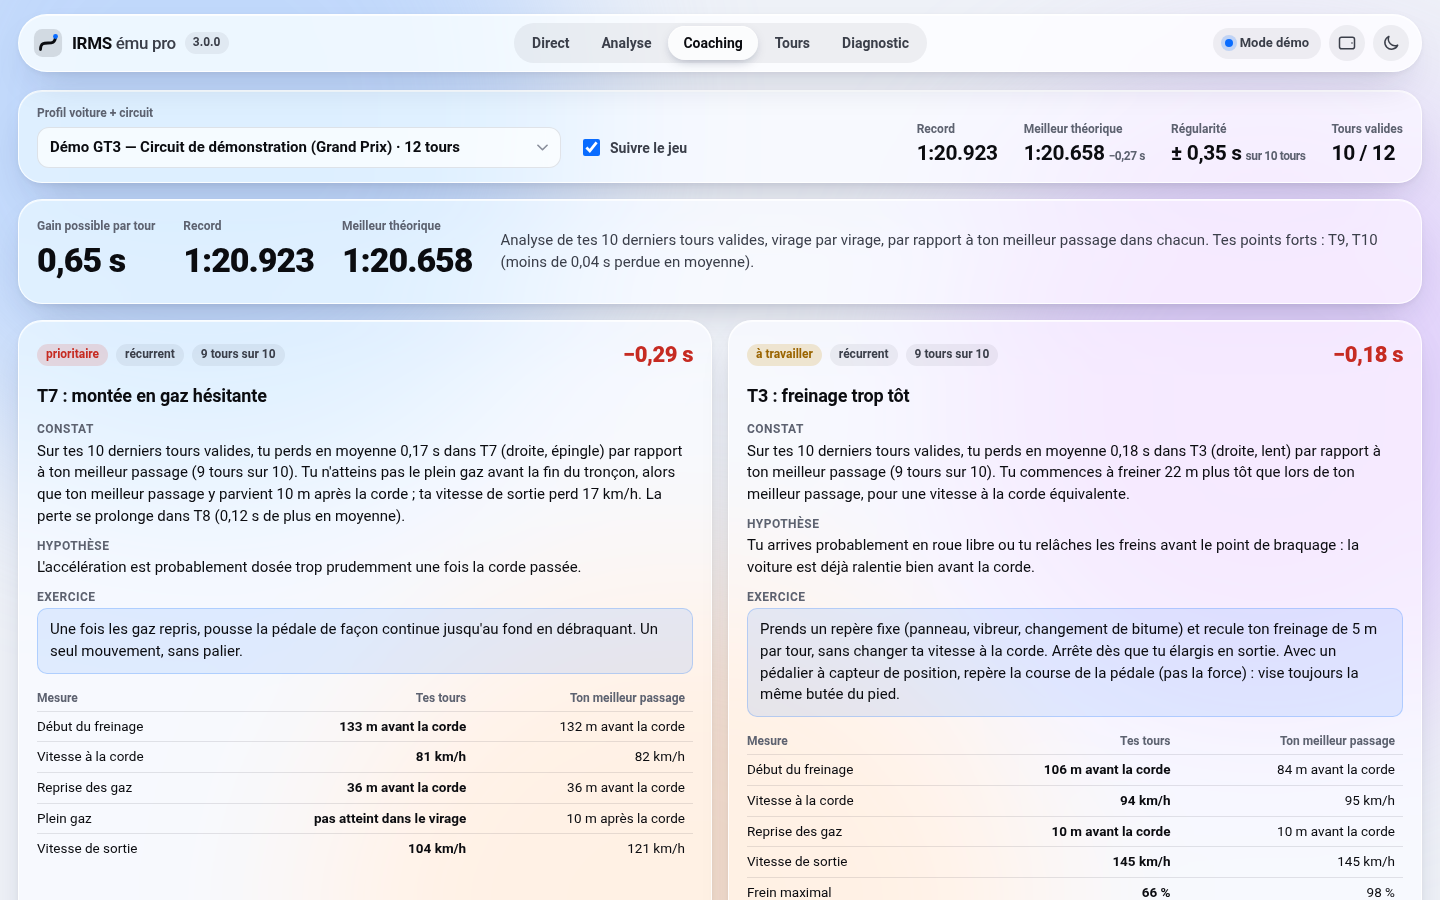 IRMS ému pro 3.0.0
Direct Analyse Coaching Tours Diagnostic
Mode démo
Profil voiture + circuit
Démo GT3 — Circuit de démonstration (Grand Prix) · 12 tours
Suivre le jeu
Record
1:20.923
Meilleur théorique
1:20.658 −0,27 s
Régularité
± 0,35 s sur 10 tours
Tours valides
10 / 12
Gain possible par tour
0,65 s
Record
1:20.923
Meilleur théorique
1:20.658
Analyse de tes 10 derniers tours valides, virage par virage, par rapport à ton meilleur passage dans chacun. Tes points forts : T9, T10
(moins de 0,04 s perdue en moyenne).
prioritaire récurrent 9 tours sur 10 −0,29 s
T7 : montée en gaz hésitante
CONSTAT
Sur tes 10 derniers tours valides, tu perds en moyenne 0,17 s dans T7 (droite, épingle) par rapport
à ton meilleur passage (9 tours sur 10). Tu n'atteins pas le plein gaz avant la fin du tronçon, alors
que ton meilleur passage y parvient 10 m après la corde ; ta vitesse de sortie perd 17 km/h. La
perte se prolonge dans T8 (0,12 s de plus en moyenne).
HYPOTHÈSE
L'accélération est probablement dosée trop prudemment une fois la corde passée.
EXERCICE
Une fois les gaz repris, pousse la pédale de façon continue jusqu'au fond en débraquant. Un
seul mouvement, sans palier.
Mesure Tes tours Ton meilleur passage
Début du freinage 133 m avant la corde 132 m avant la corde
Vitesse à la corde 81 km/h 82 km/h
Reprise des gaz 36 m avant la corde 36 m avant la corde
Plein gaz pas atteint dans le virage 10 m après la corde
Vitesse de sortie 104 km/h 121 km/h
à travailler récurrent 9 tours sur 10 −0,18 s
T3 : freinage trop tôt
CONSTAT
Sur tes 10 derniers tours valides, tu perds en moyenne 0,18 s dans T3 (droite, lent) par rapport à
ton meilleur passage (9 tours sur 10). Tu commences à freiner 22 m plus tôt que lors de ton
meilleur passage, pour une vitesse à la corde équivalente.
HYPOTHÈSE
Tu arrives probablement en roue libre ou tu relâches les freins avant le point de braquage : la
voiture est déjà ralentie bien avant la corde.
EXERCICE
Prends un repère fixe (panneau, vibreur, changement de bitume) et recule ton freinage de 5 m
par tour, sans changer ta vitesse à la corde. Arrête dès que tu élargis en sortie. Avec un
pédalier à capteur de position, repère la course de la pédale (pas la force) : vise toujours la
même butée du pied.
Mesure Tes tours Ton meilleur passage
Début du freinage 106 m avant la corde 84 m avant la corde
Vitesse à la corde 94 km/h 95 km/h
Reprise des gaz 10 m avant la corde 10 m avant la corde
Vitesse de sortie 145 km/h 145 km/h
Frein maximal 66 % 98 %